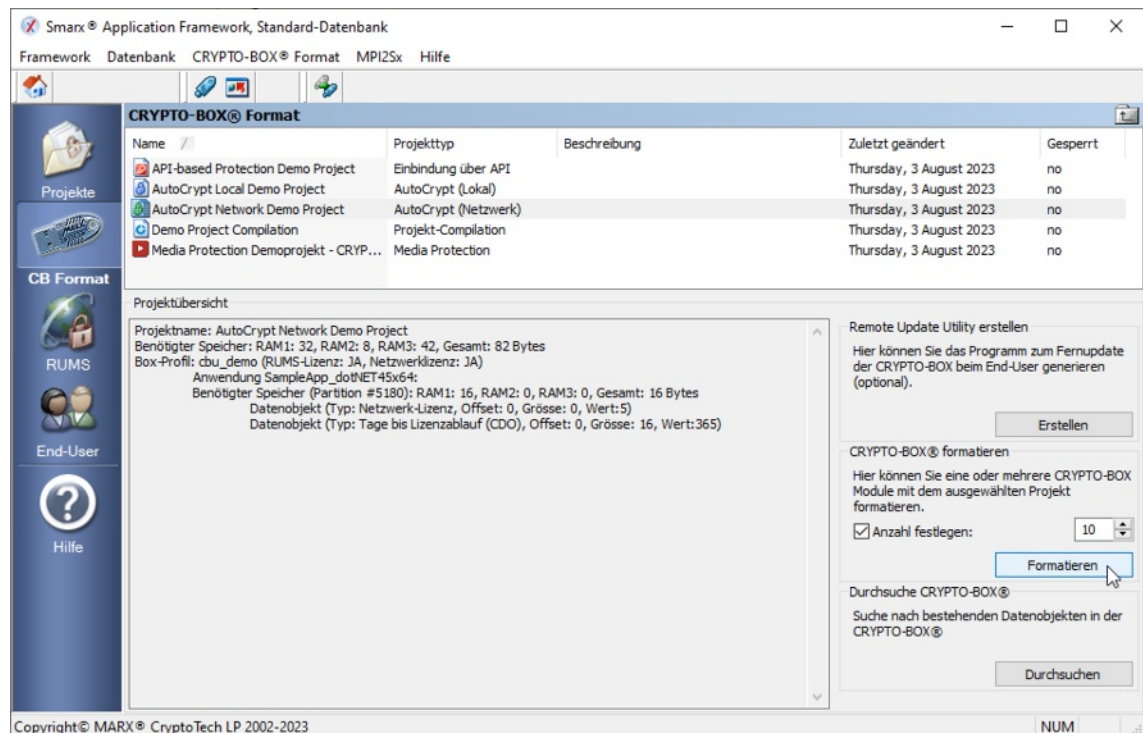 Smarx® Application Framework, Standard-Datenbank
Framework Datenbank CRYPTO-BOX® Format MPI2Sx Hilfe
CRYPTO-BOX® Format
Name Projekttyp Beschreibung Zuletzt geändert Gesperrt
API-based Protection Demo Project Einbindung über API Thursday, 3 August 2023 no
AutoCrypt Local Demo Project AutoCrypt (Lokal) Thursday, 3 August 2023 no
AutoCrypt Network Demo Project AutoCrypt (Netzwerk) Thursday, 3 August 2023 no
Demo Project Compilation Projekt-Compilation Thursday, 3 August 2023 no
Media Protection Demoprojekt - CRYP... Media Protection Thursday, 3 August 2023 no
Projekte
CB Format
RUMS
End-User
Hilfe
Projektübersicht
Projektname: AutoCrypt Network Demo Project
Benötigter Speicher: RAM1: 32, RAM2: 8, RAM3: 42, Gesamt: 82 Bytes
Box-Profil: cbu_demo (RUMS-Lizenz: JA, Netzwerklizenz: JA)
Anwendung SampleApp_dotNET45x64:
Benötigter Speicher (Partition #5180): RAM1: 16, RAM2: 0, RAM3: 0, Gesamt: 16 Bytes
Datenobjekt (Typ: Netzwerk-Lizenz, Offset: 0, Grösse: 0, Wert:5)
Datenobjekt (Typ: Tage bis Lizenzablauf (CDO), Offset: 0, Grösse: 16, Wert:365)
Remote Update Utility erstellen
Hier können Sie das Programm zum Fernupdate
der CRYPTO-BOX beim End-User generieren
(optional).
Erstellen
CRYPTO-BOX® formatieren
Hier können Sie eine oder mehrere CRYPTO-BOX
Module mit dem ausgewählten Projekt
formatieren.
Anzahl festlegen: 10
Formatieren
Durchsuche CRYPTO-BOX®
Suche nach bestehenden Datenobjekten in der
CRYPTO-BOX®
Durchsuchen
Copyright© MARX® CryptoTech LP 2002-2023 NUM